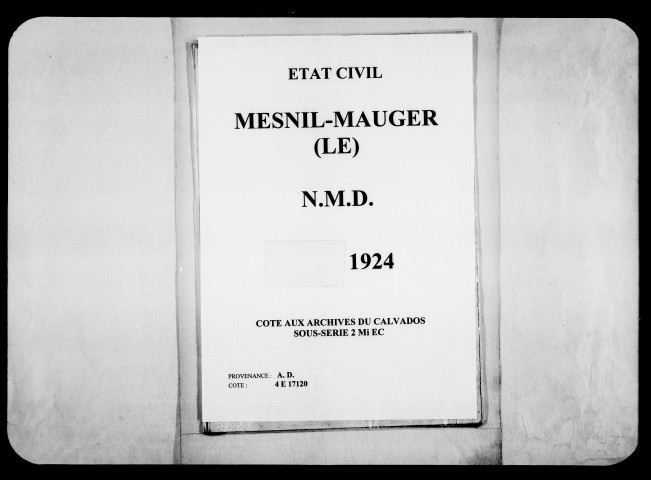 ETAT CIVIL
MESNIL-MAUGER
(LE)
N.M.D.
1924
COTE AUX ARCHIVES DU CALVADOS
SOUS-SERIE 2 Mi EC
PROVENANCE : A. D.
COTE : 4 E 17120